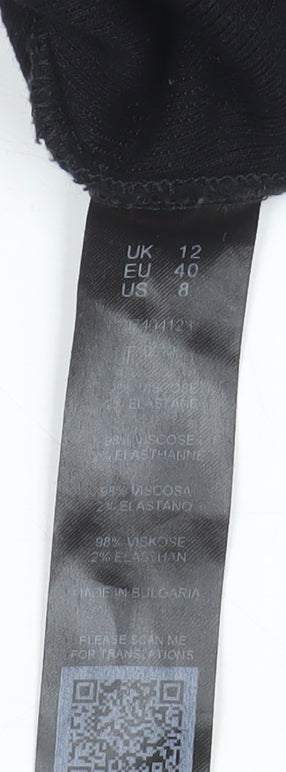 UK 12
EU 40
US 8
98% VISCOSE
2% ELASTANE
98% VISCOSE
2% ELASTHANNE
98% VISCOSA
2% ELASTANO
98% VISKOSE
2% ELASTHAN
MADE IN BULGARIA
PLEASE SCAN ME
FOR TRANSLATIONS